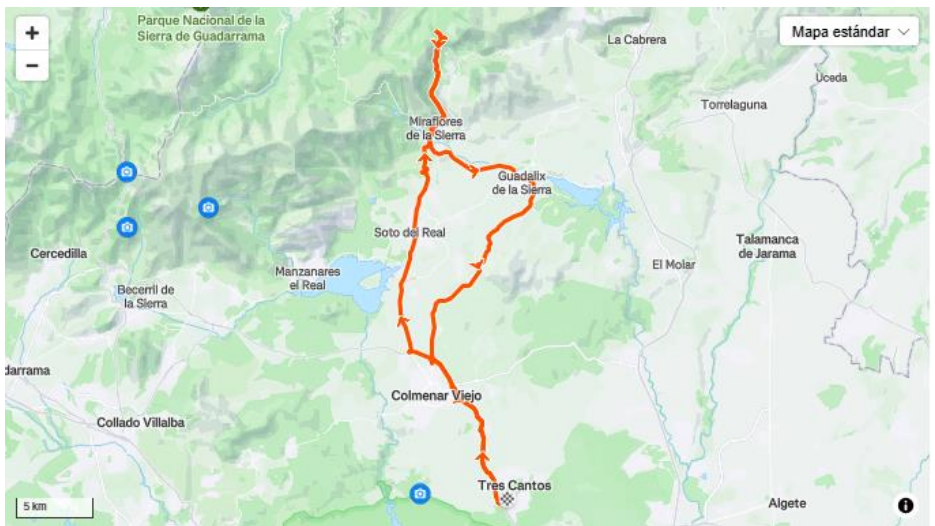 +
−
Parque Nacional de la
Sierra de Guadarrama
Mapa estándar
La Cabrera
Uceda
Torrelaguna
Miraflores
de la Sierra
Guadalix
de la Sierra
Soto del Real
Talamanca
de Jarama
Cercedilla
Manzanares
el Real
El Molar
Becerril de
la Sierra
darrama
Colmenar Viejo
Collado Villalba
Tres Cantos
5 km
Algete
i